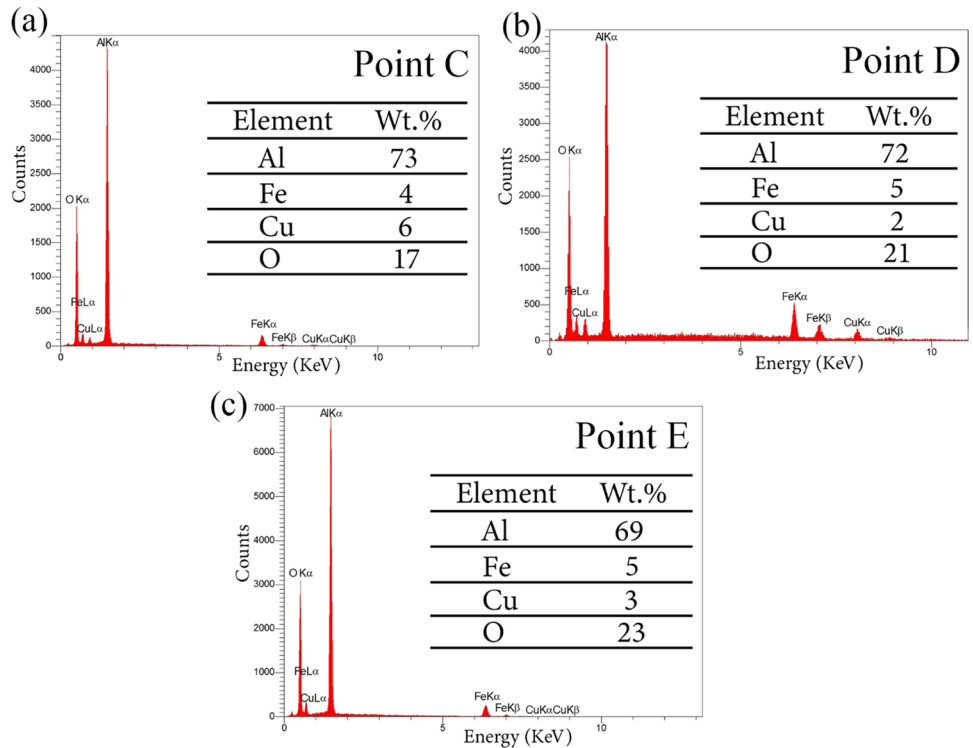 (a)
Point C
Counts
4000
3500
3000
2500
2000
1500
1000
500
0
AlKα
O Kα
FeLα
CuLα
FeKα
FeKβ
CuKαCuKβ
Element Wt.%
Al 73
Fe 4
Cu 6
O 17
0 5 10
Energy (KeV)
(b)
Point D
Counts
4000
3500
3000
2500
2000
1500
1000
500
0
AlKα
O Kα
FeLα
CuLα
FeKα
FeKβ
CuKα
CuKβ
Element Wt.%
Al 72
Fe 5
Cu 2
O 21
0 5 10
Energy (KeV)
(c)
Point E
Counts
7000
6000
5000
4000
3000
2000
1000
0
AlKα
O Kα
FeLα
CuLα
FeKα
FeKβ
CuKαCuKβ
Element Wt.%
Al 69
Fe 5
Cu 3
O 23
0 5 10
Energy (KeV)